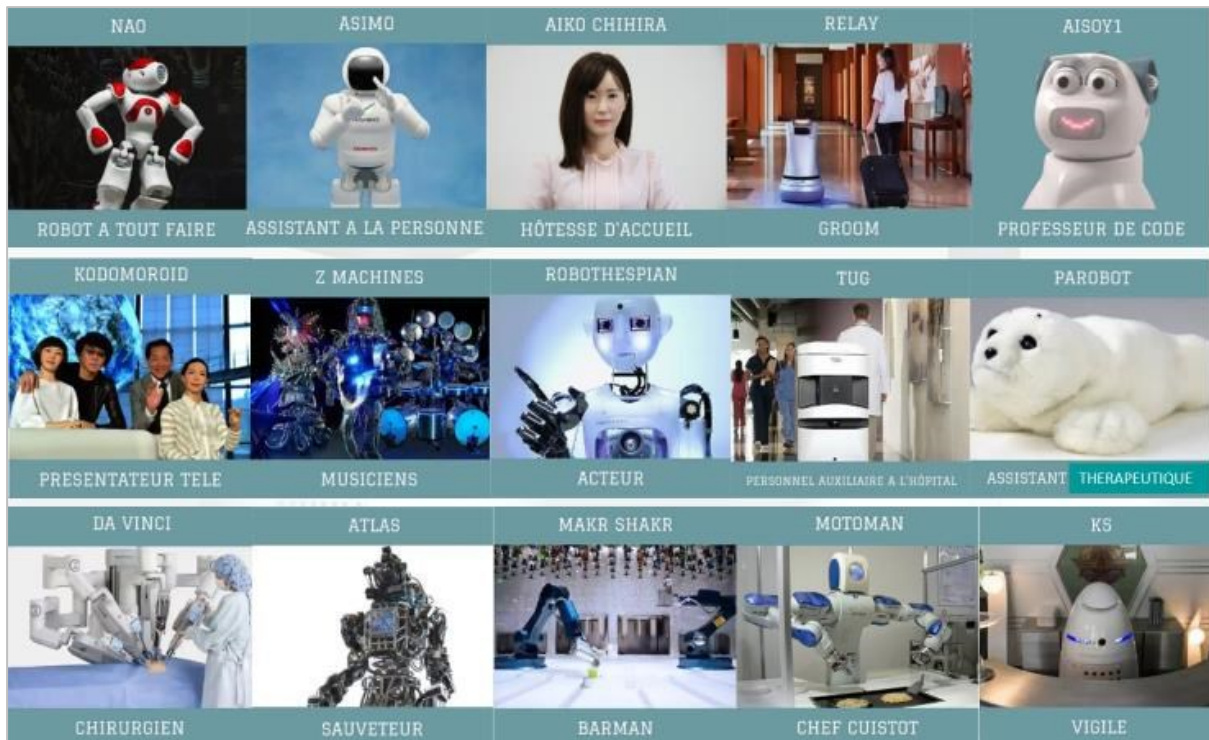 NAO
ASIMO
AIKO CHIHIRA
RELAY
AISOY1
ROBOT A TOUT FAIRE
ASSISTANT A LA PERSONNE
HÔTESSE D'ACCUEIL
GROOM
PROFESSEUR DE CODE
KODOMOROID
Z MACHINES
ROBOTHESPIAN
TUG
PAROBOT
PRESENTATEUR TELE
MUSICIENS
ACTEUR
PERSONNEL AUXILIAIRE A L'HÔPITAL
ASSISTANT THERAPEUTIQUE
DA VINCI
ATLAS
MAKR SHAKR
MOTOMAN
K5
CHIRURGIEN
SAUVETEUR
BARMAN
CHEF CUISTOT
VIGILE